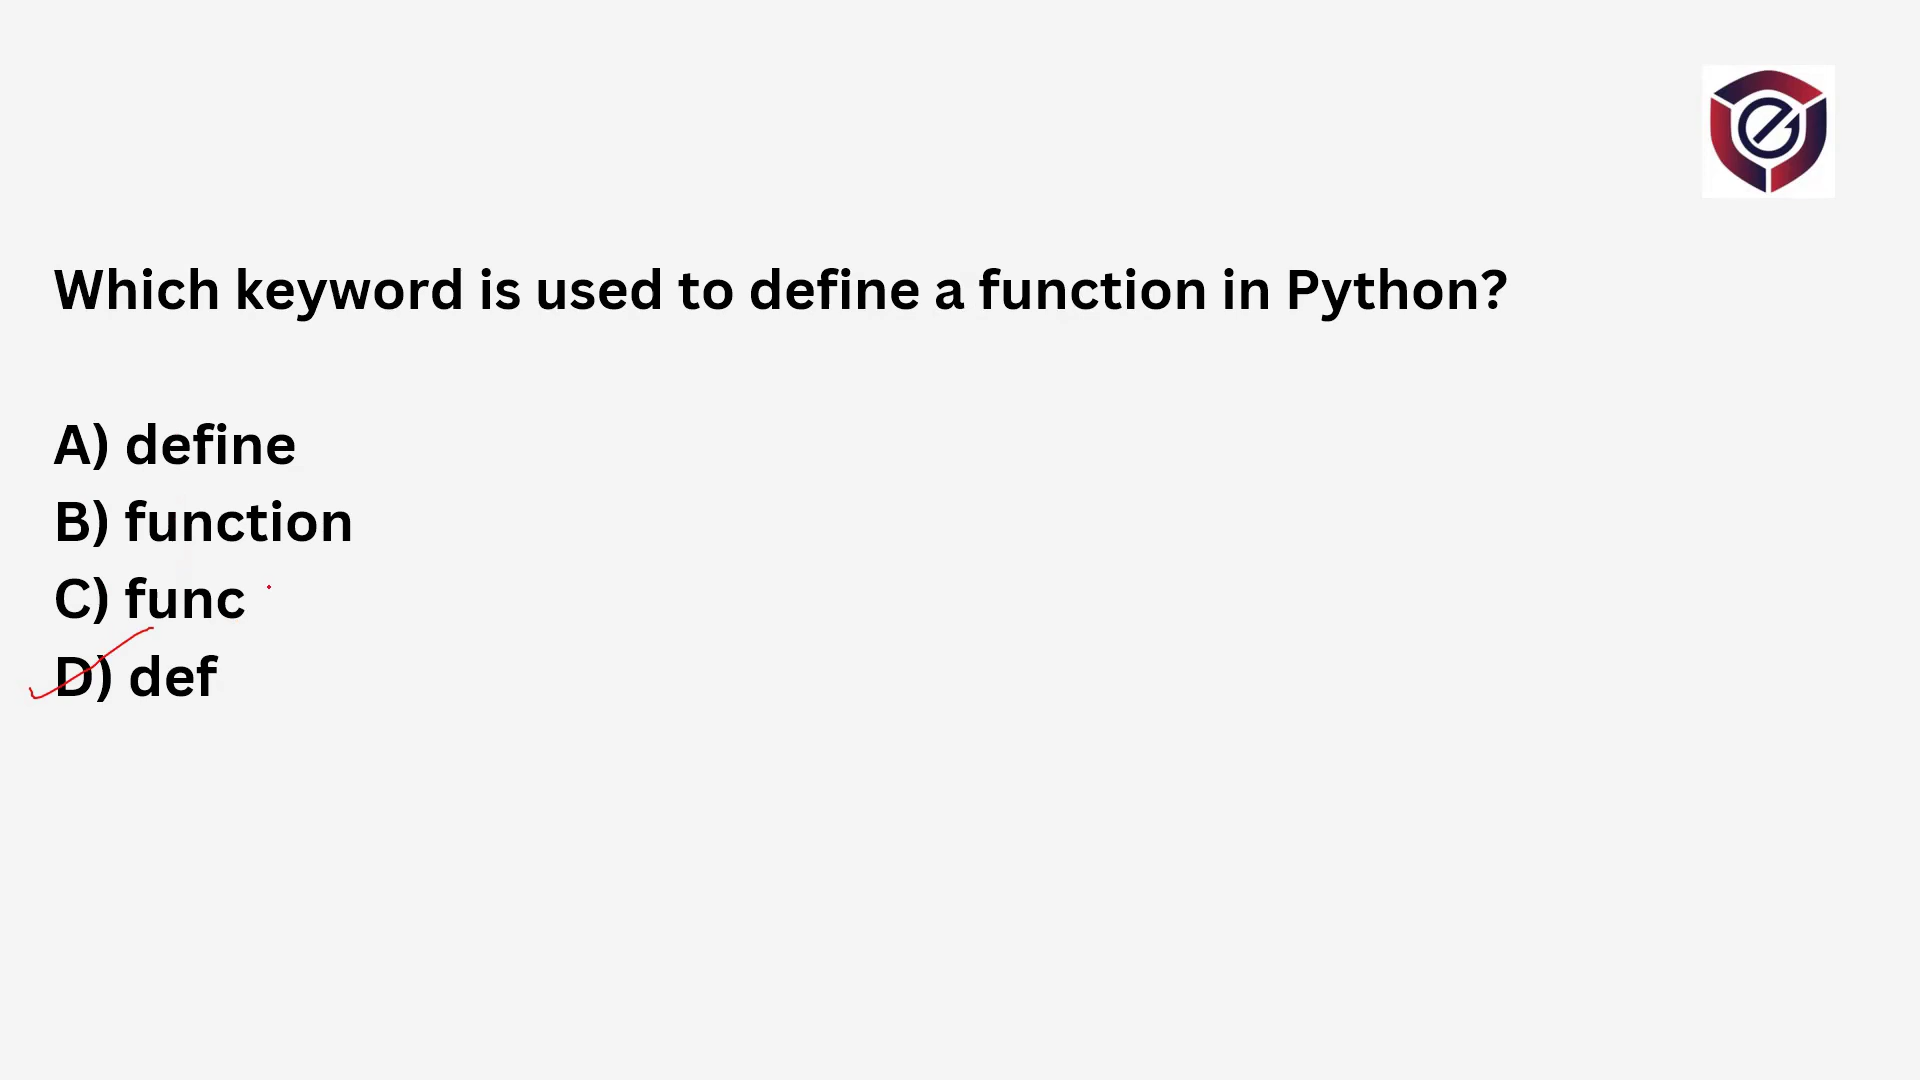 Which keyword is used to define a function in Python?
A) define
B) function
C) func
D) def